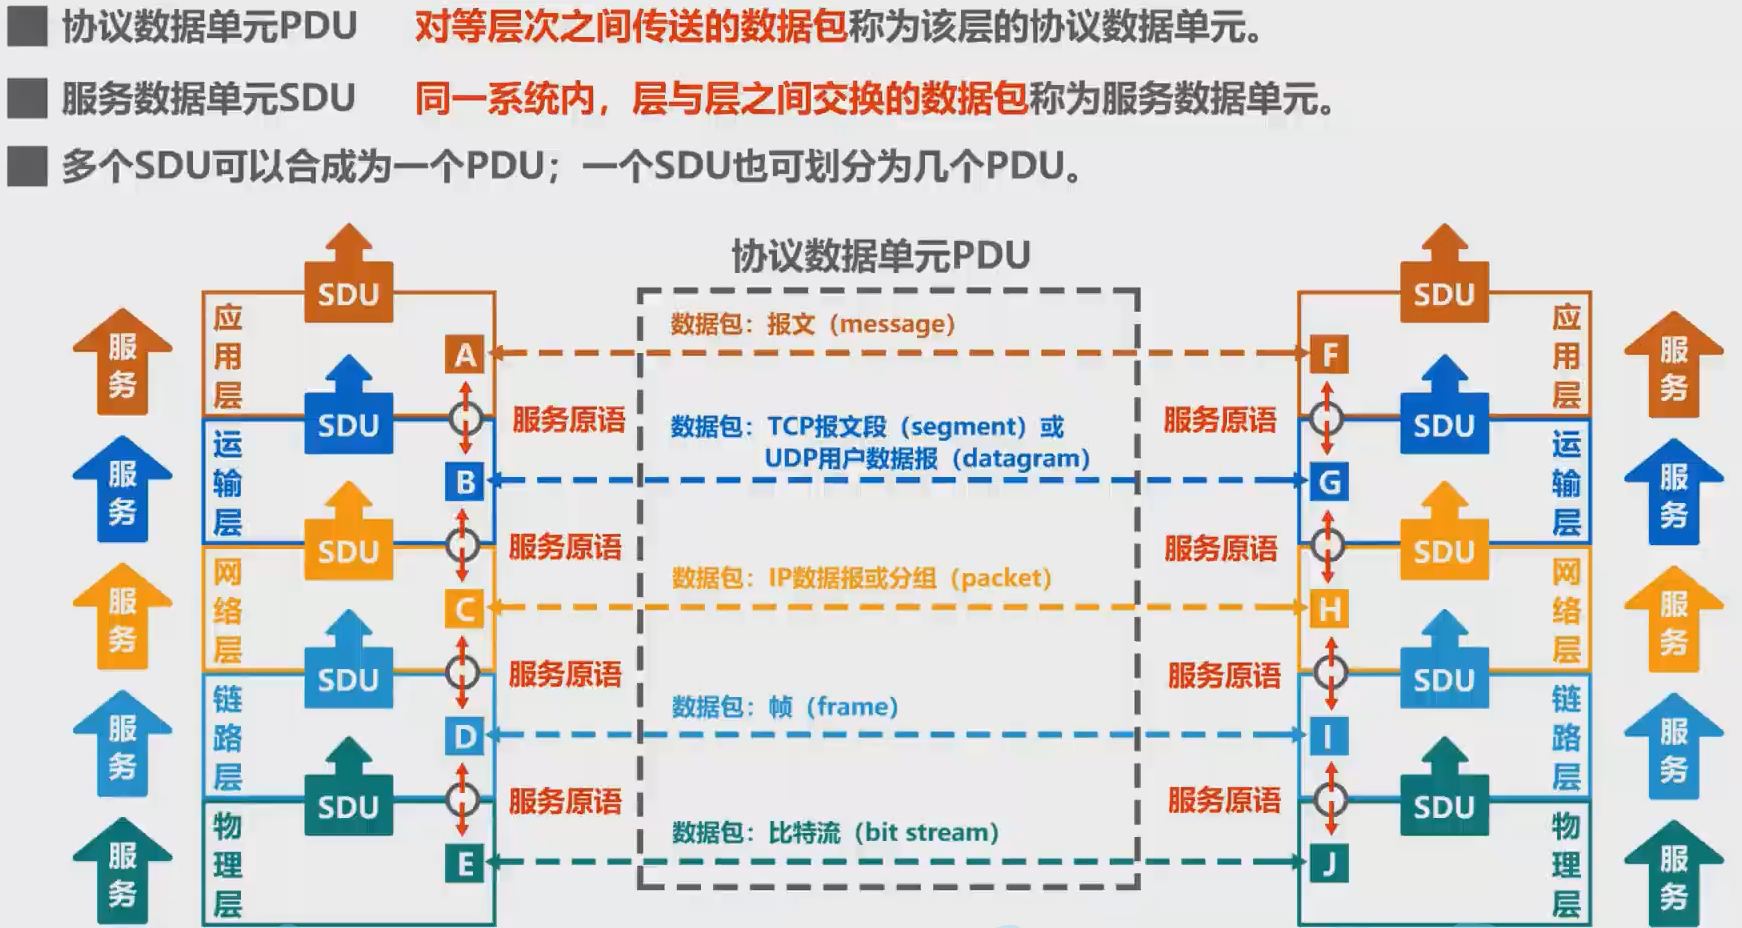 协议数据单元PDU 对等层次之间传送的数据包称为该层的协议数据单元。
服务数据单元SDU 同一系统内，层与层之间交换的数据包称为服务数据单元。
多个SDU可以合成为一个PDU；一个SDU也可划分为几个PDU。
协议数据单元PDU
SDU
SDU
应用层
数据包：报文（message）
应用层
服务
A
F
服务
SDU
服务原语
数据包：TCP报文段（segment）或
服务原语
SDU
运输层
UDP用户数据报（datagram）
运输层
服务
B
G
服务
SDU
服务原语
服务原语
SDU
网络层
数据包：IP数据报或分组（packet）
网络层
服务
C
H
服务
SDU
服务原语
服务原语
SDU
链路层
数据包：帧（frame）
链路层
服务
D
I
服务
SDU
服务原语
服务原语
SDU
物理层
数据包：比特流（bit stream）
物理层
服务
E
J
服务